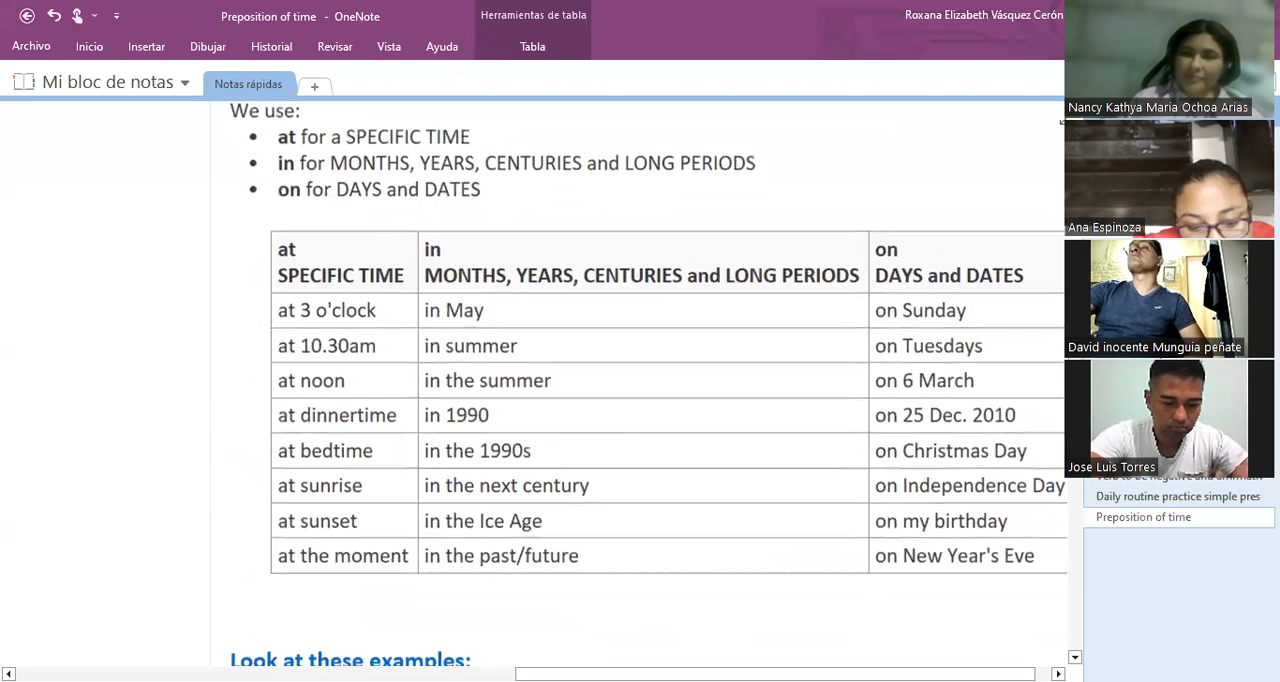 Preposition of time - OneNote
Herramientas de tabla
Roxana Elizabeth Vásquez Cerón
Archivo Inicio Insertar Dibujar Historial Revisar Vista Ayuda Tabla
Mi bloc de notas
Notas rápidas
We use:
• at for a SPECIFIC TIME
• in for MONTHS, YEARS, CENTURIES and LONG PERIODS
• on for DAYS and DATES
at in on
SPECIFIC TIME MONTHS, YEARS, CENTURIES and LONG PERIODS DAYS and DATES
at 3 o'clock in May on Sunday
at 10.30am in summer on Tuesdays
at noon in the summer on 6 March
at dinnertime in 1990 on 25 Dec. 2010
at bedtime in the 1990s on Christmas Day
at sunrise in the next century on Independence Day
at sunset in the Ice Age on my birthday
at the moment in the past/future on New Year's Eve
Look at these examples:
Nancy Kathya Maria Ochoa Arias
Ana Espinoza
David inocente Munguia peñate
Jose Luis Torres
Daily routine practice simple pres
Preposition of time